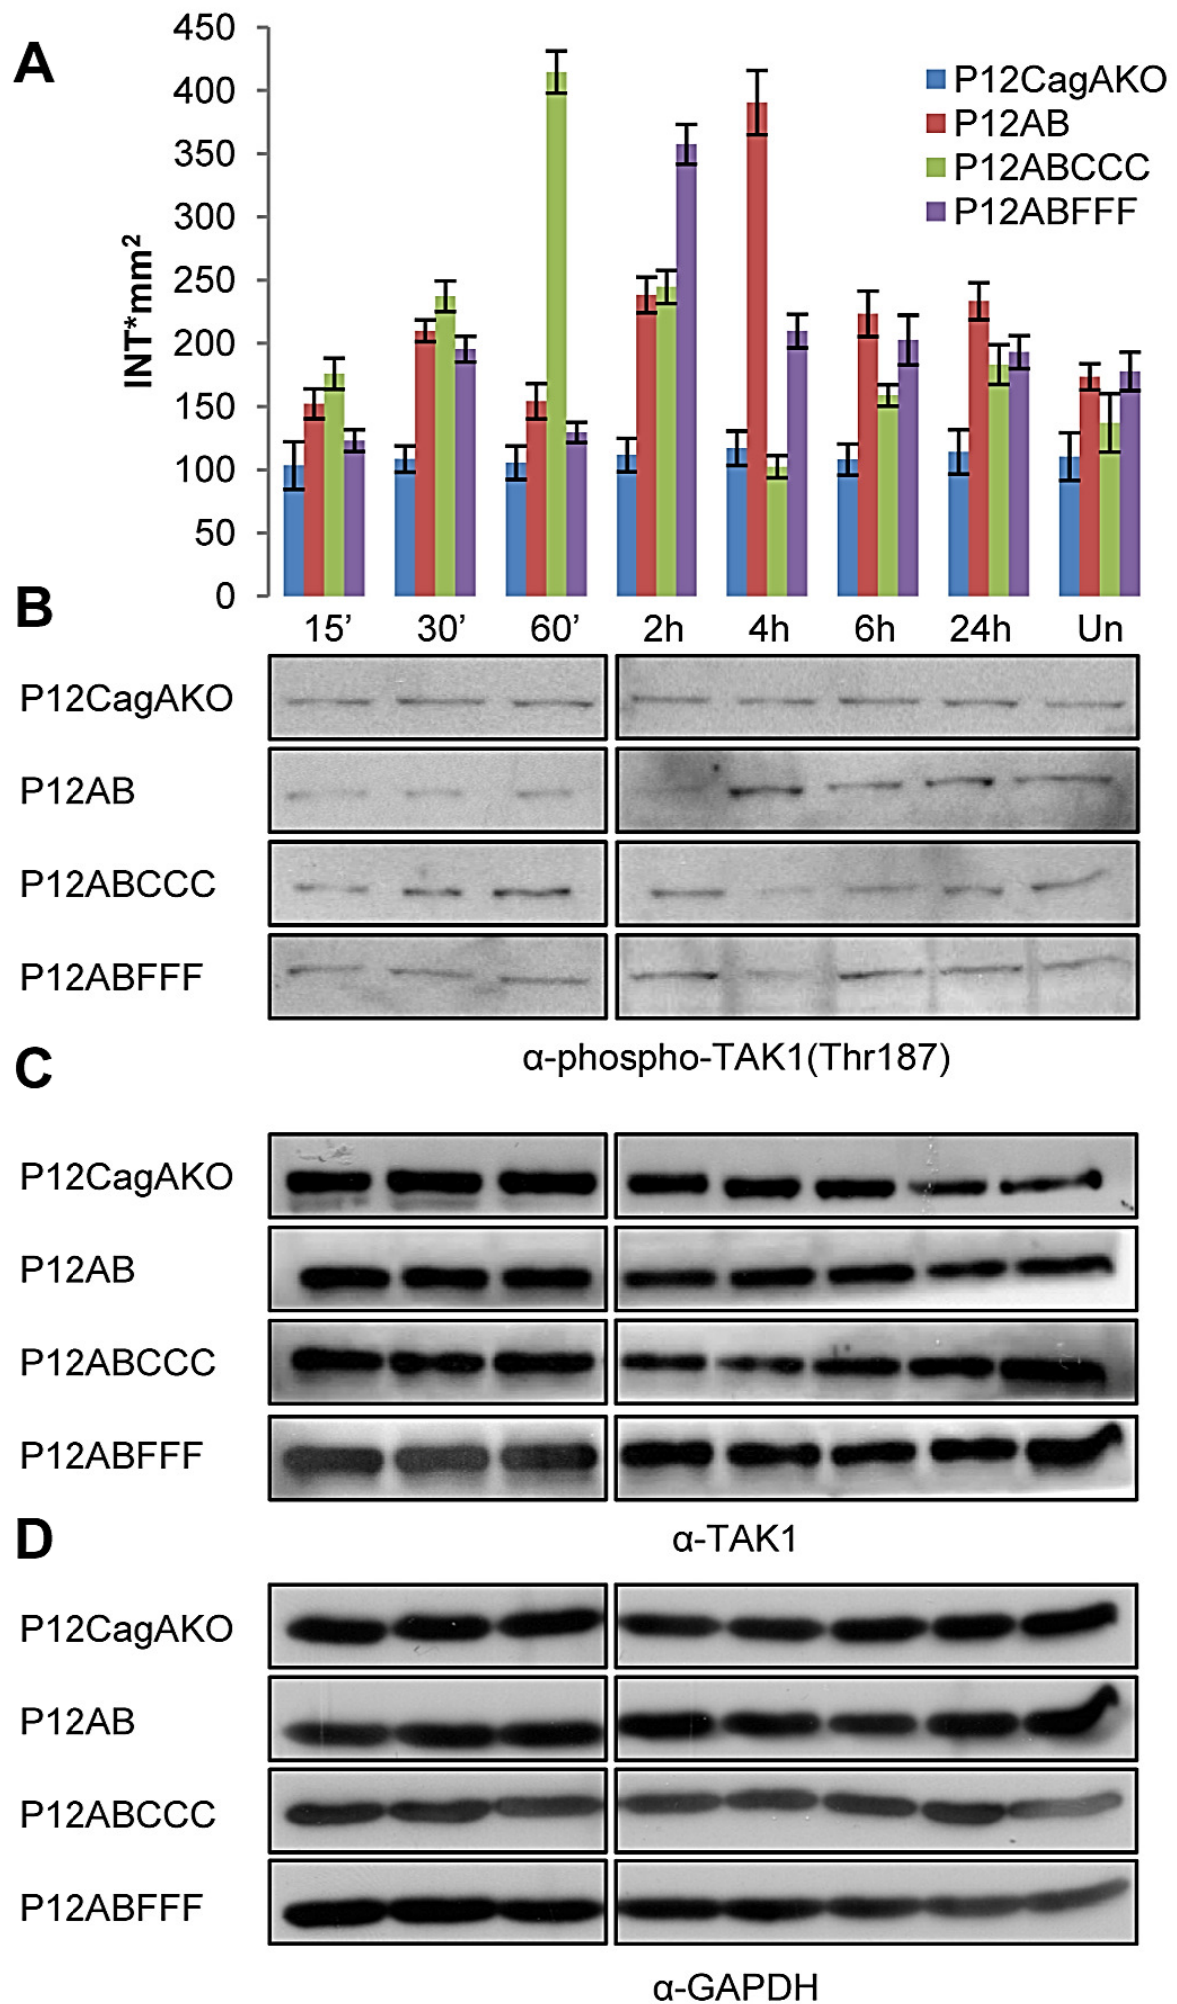 A
450
400
350
300
250
200
150
100
50
0
INT*mm²
P12CagAKO
P12AB
P12ABCCC
P12ABFFF
15’ 30’ 60’ 2h 4h 6h 24h Un
B
P12CagAKO
P12AB
P12ABCCC
P12ABFFF
α-phospho-TAK1(Thr187)
C
P12CagAKO
P12AB
P12ABCCC
P12ABFFF
α-TAK1
D
P12CagAKO
P12AB
P12ABCCC
P12ABFFF
α-GAPDH